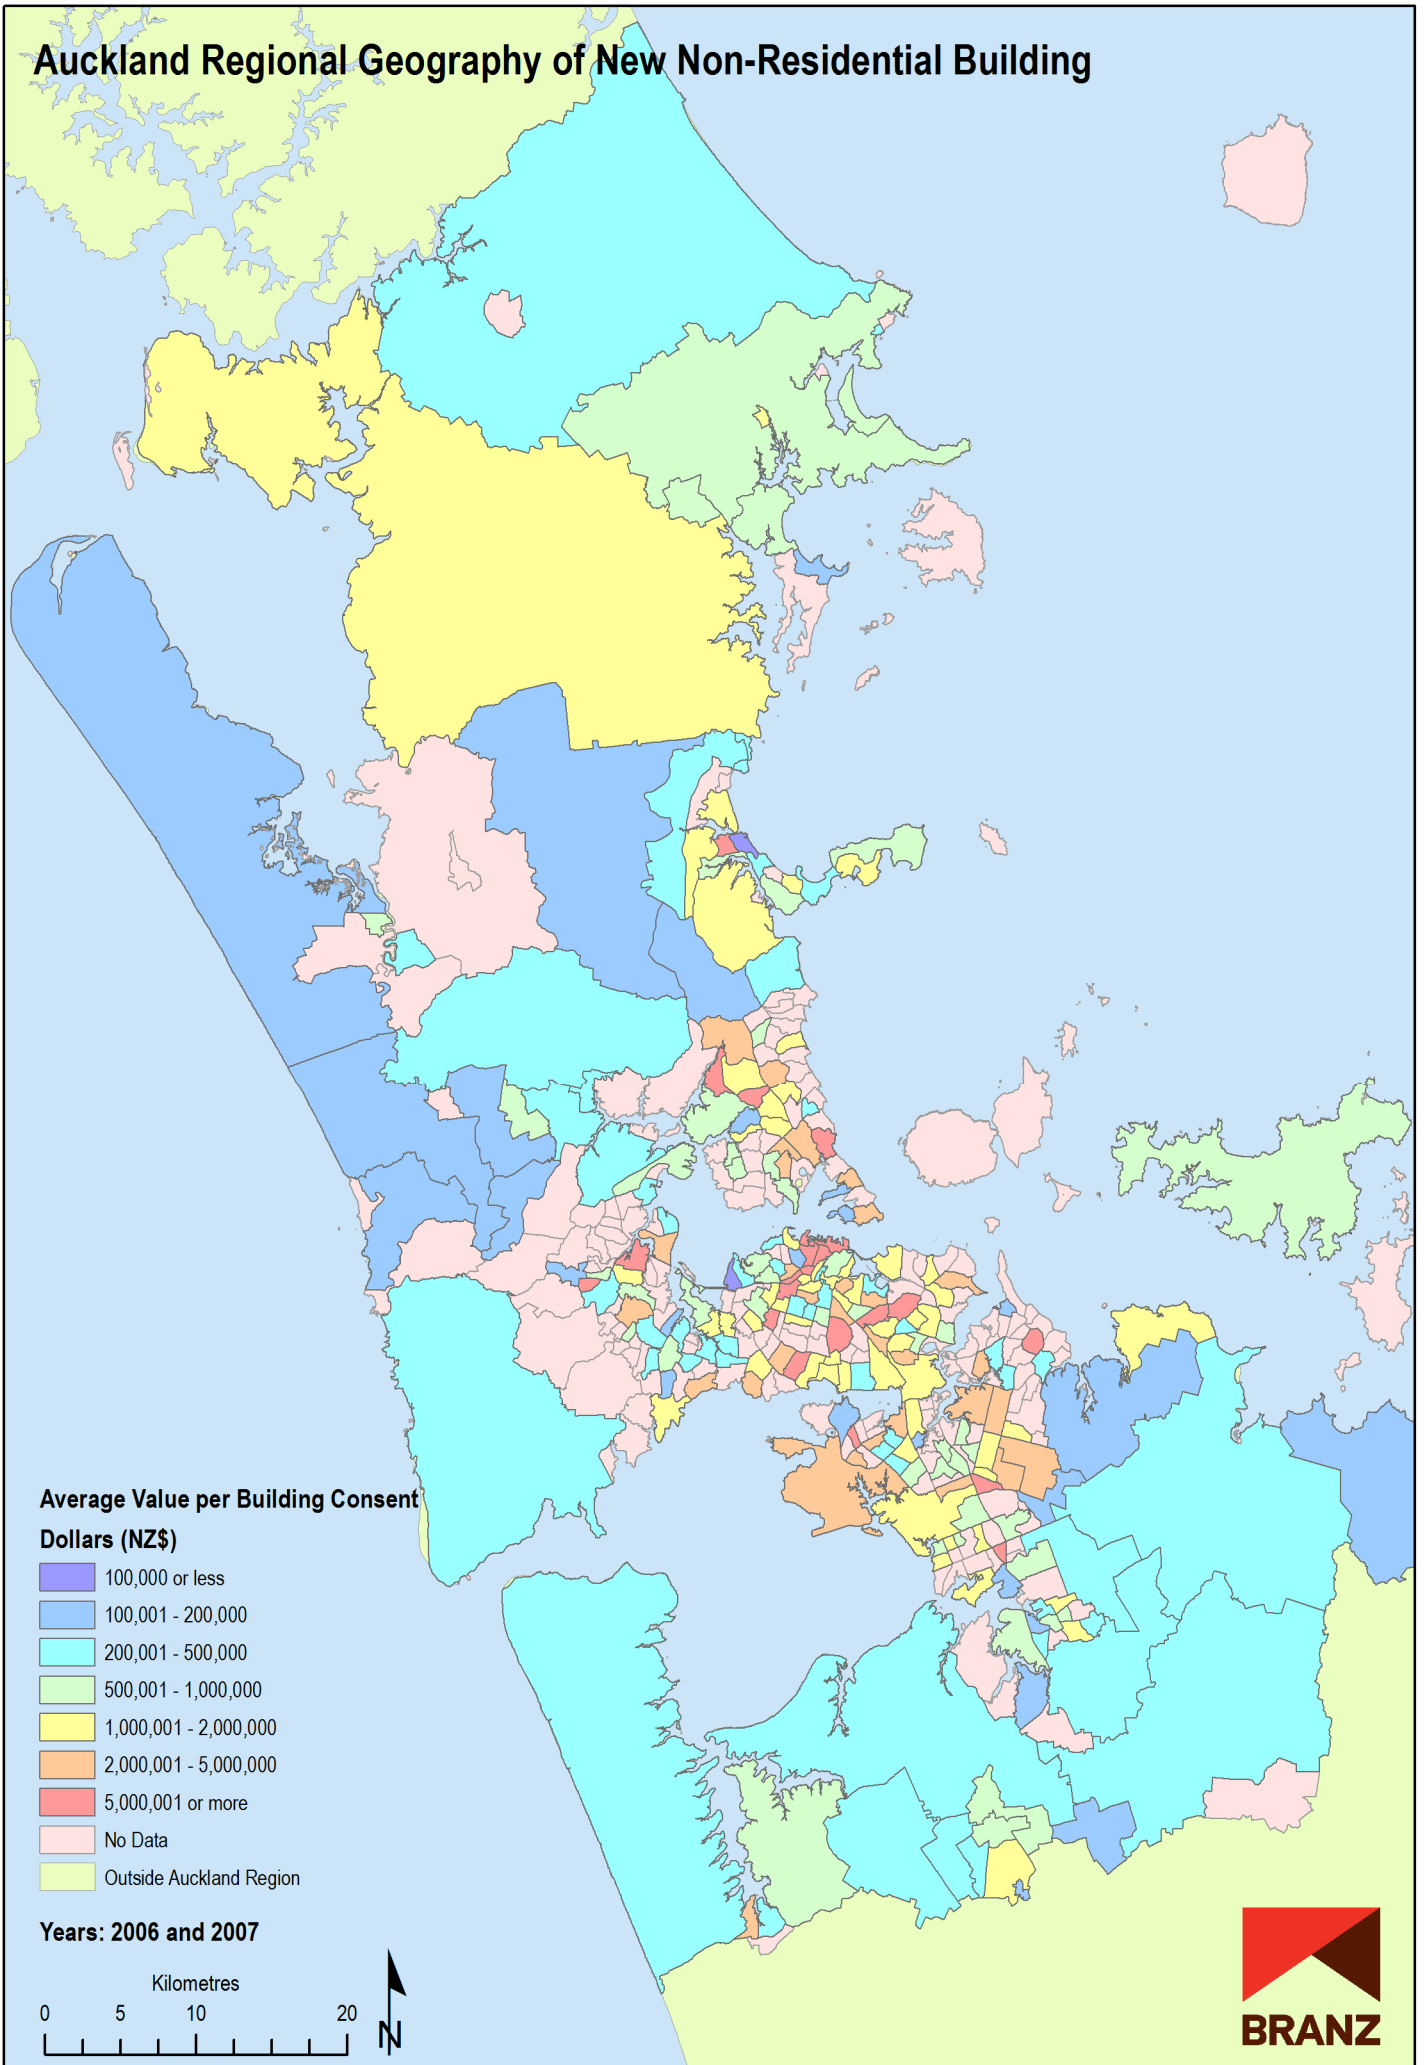 Auckland Regional Geography of New Non-Residential Building
Average Value per Building Consent
Dollars (NZ$)
100,000 or less
100,001 - 200,000
200,001 - 500,000
500,001 - 1,000,000
1,000,001 - 2,000,000
2,000,001 - 5,000,000
5,000,001 or more
No Data
Outside Auckland Region
Years: 2006 and 2007
Kilometres
0 5 10 20
N
BRANZ